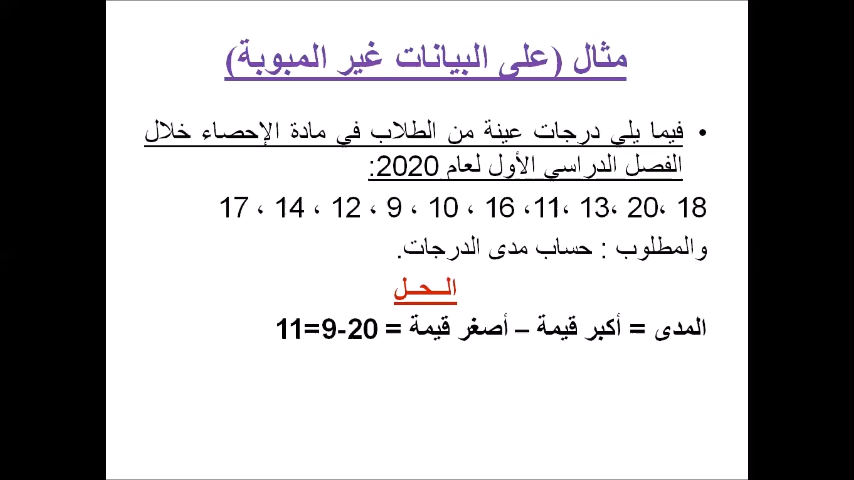 مثال (على البيانات غير المبوبة)
• فيما يلي درجات عينة من الطلاب في مادة الإحصاء خلال
الفصل الدراسي الأول لعام 2020:
18 ،20 ،13 ،11، 16 ، 10 ، 9 ، 12 ، 14 ، 17
والمطلوب : حساب مدى الدرجات.
الــحــل
المدى = أكبر قيمة – أصغر قيمة = 20-9=11